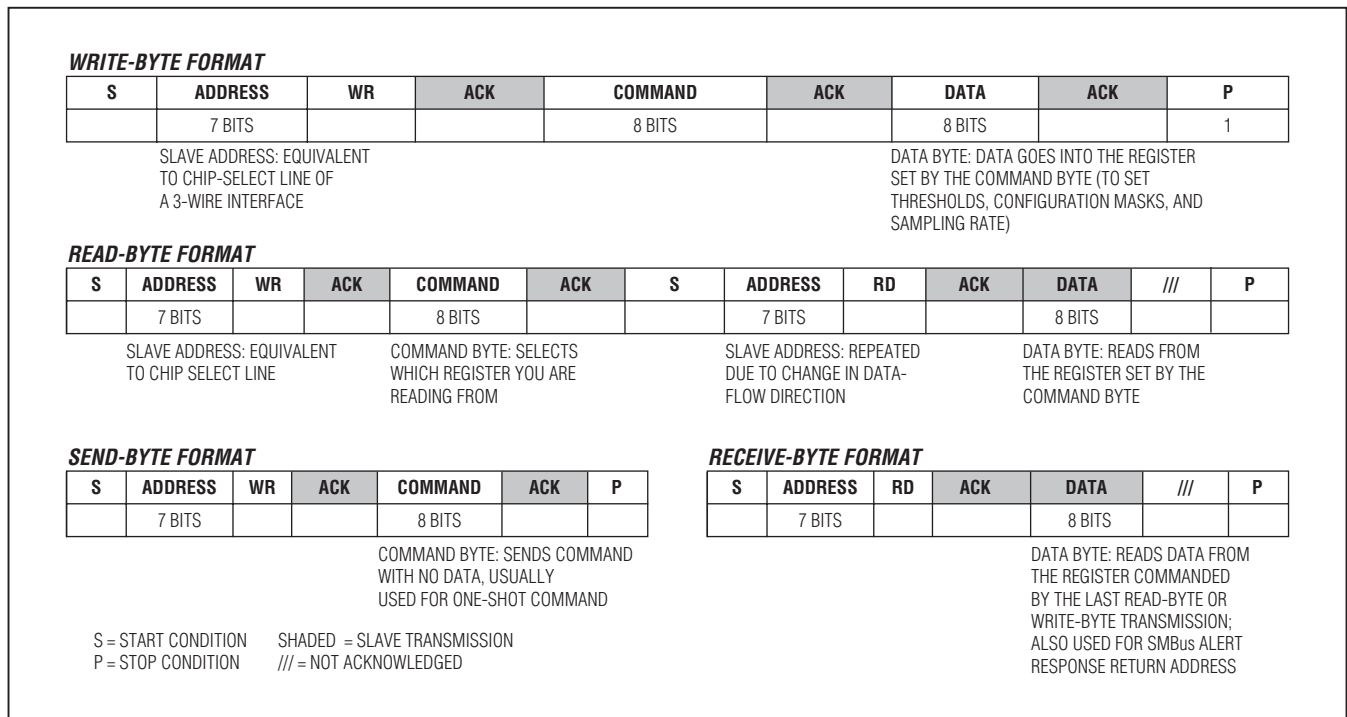 WRITE-BYTE FORMAT
S ADDRESS WR ACK COMMAND ACK DATA ACK P
7 BITS 8 BITS 8 BITS 1
SLAVE ADDRESS: EQUIVALENT
TO CHIP-SELECT LINE OF
A 3-WIRE INTERFACE
DATA BYTE: DATA GOES INTO THE REGISTER
SET BY THE COMMAND BYTE (TO SET
THRESHOLDS, CONFIGURATION MASKS, AND
SAMPLING RATE)
READ-BYTE FORMAT
S ADDRESS WR ACK COMMAND ACK S ADDRESS RD ACK DATA /// P
7 BITS 8 BITS 7 BITS 8 BITS
SLAVE ADDRESS: EQUIVALENT
TO CHIP SELECT LINE
COMMAND BYTE: SELECTS
WHICH REGISTER YOU ARE
READING FROM
SLAVE ADDRESS: REPEATED
DUE TO CHANGE IN DATA-
FLOW DIRECTION
DATA BYTE: READS FROM
THE REGISTER SET BY THE
COMMAND BYTE
SEND-BYTE FORMAT
S ADDRESS WR ACK COMMAND ACK P
7 BITS 8 BITS
COMMAND BYTE: SENDS COMMAND
WITH NO DATA, USUALLY
USED FOR ONE-SHOT COMMAND
RECEIVE-BYTE FORMAT
S ADDRESS RD ACK DATA /// P
7 BITS 8 BITS
DATA BYTE: READS DATA FROM
THE REGISTER COMMANDED
BY THE LAST READ-BYTE OR
WRITE-BYTE TRANSMISSION;
ALSO USED FOR SMBus ALERT
RESPONSE RETURN ADDRESS
S = START CONDITION SHADED = SLAVE TRANSMISSION
P = STOP CONDITION /// = NOT ACKNOWLEDGED